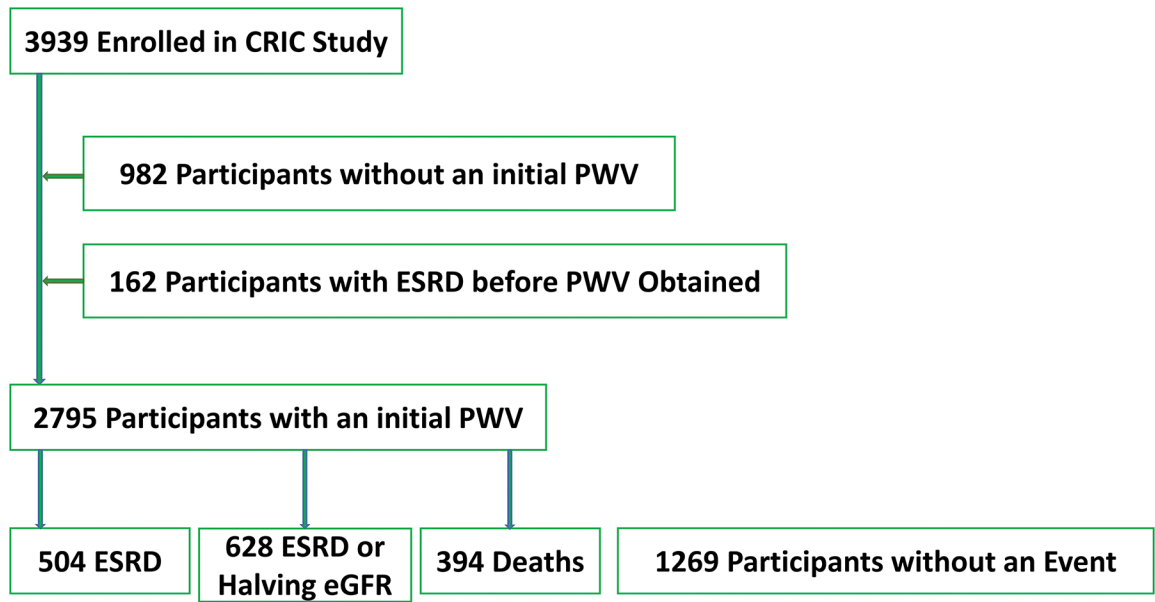 3939 Enrolled in CRIC Study
982 Participants without an initial PWV
162 Participants with ESRD before PWV Obtained
2795 Participants with an initial PWV
504 ESRD
628 ESRD or
Halving eGFR
394 Deaths
1269 Participants without an Event